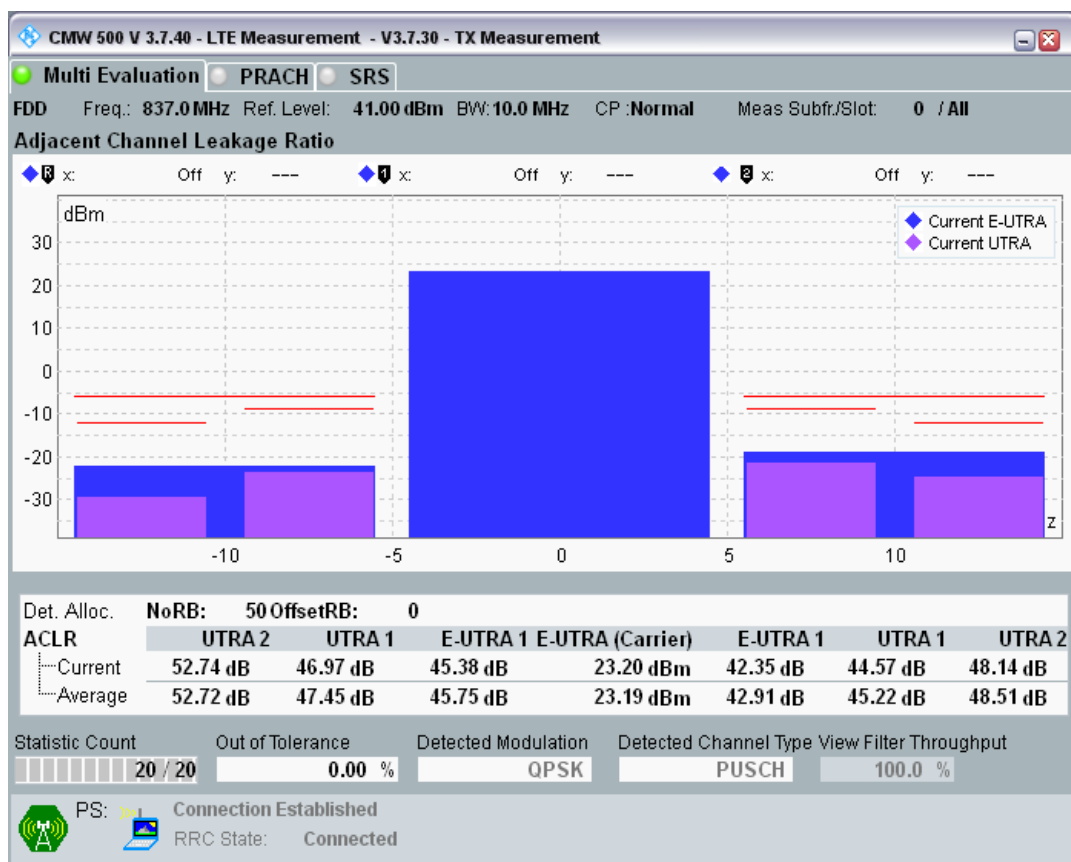 CMW 500 V 3.7.40 - LTE Measurement - V3.7.30 - TX Measurement
Multi Evaluation PRACH SRS
FDD Freq.: 837.0 MHz Ref. Level: 41.00 dBm BW: 10.0 MHz CP :Normal Meas Subfr./Slot: 0 / All
Adjacent Channel Leakage Ratio
R x: Off y: --- 1 x: Off y: --- 2 x: Off y: ---
dBm
Current E-UTRA
Current UTRA
30
20
10
0
-10
-20
-30
z
-10 -5 0 5 10
Det. Alloc. NoRB: 50 OffsetRB: 0
ACLR UTRA 2 UTRA 1 E-UTRA 1 E-UTRA (Carrier) E-UTRA 1 UTRA 1 UTRA 2
Current 52.74 dB 46.97 dB 45.38 dB 23.20 dBm 42.35 dB 44.57 dB 48.14 dB
Average 52.72 dB 47.45 dB 45.75 dB 23.19 dBm 42.91 dB 45.22 dB 48.51 dB
Statistic Count Out of Tolerance Detected Modulation Detected Channel Type View Filter Throughput
20 / 20 0.00 % QPSK PUSCH 100.0 %
PS: Connection Established
RRC State: Connected